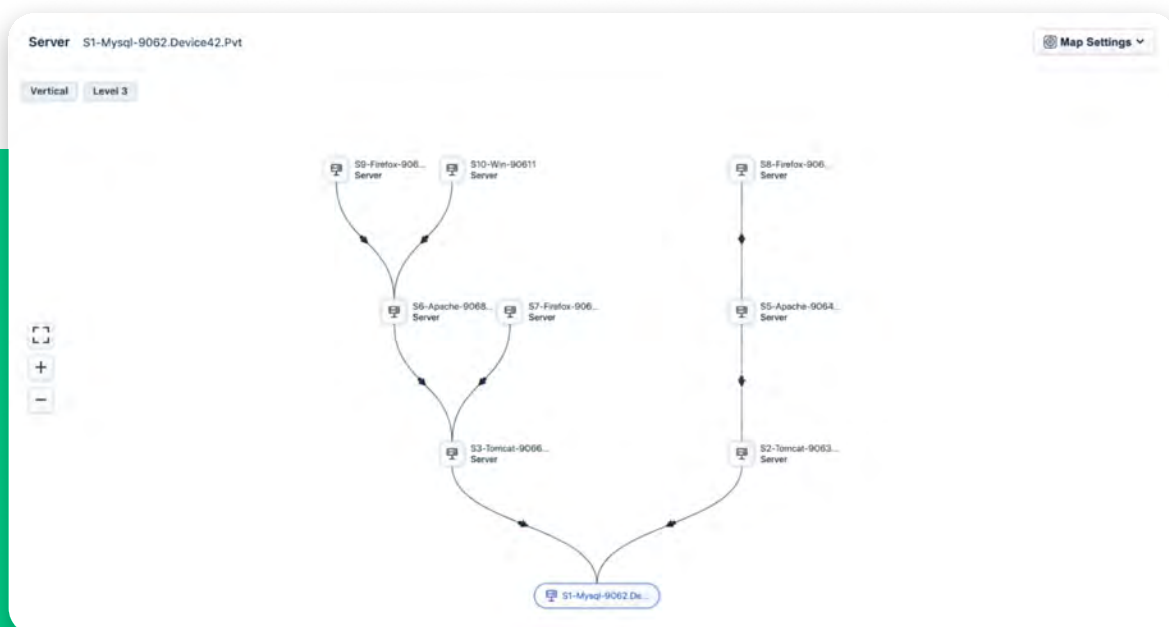 Server S1-Mysql-9062.Device42.Pvt
Map Settings
Vertical Level 3
S9-Firefox-906...
Server
S10-Win-90611
Server
S8-Firefox-906...
Server
S6-Apache-9068...
Server
S7-Firefox-906...
Server
S5-Apache-9064...
Server
S3-Tomcat-9066...
Server
S2-Tomcat-9063...
Server
S1-Mysql-9062.De...